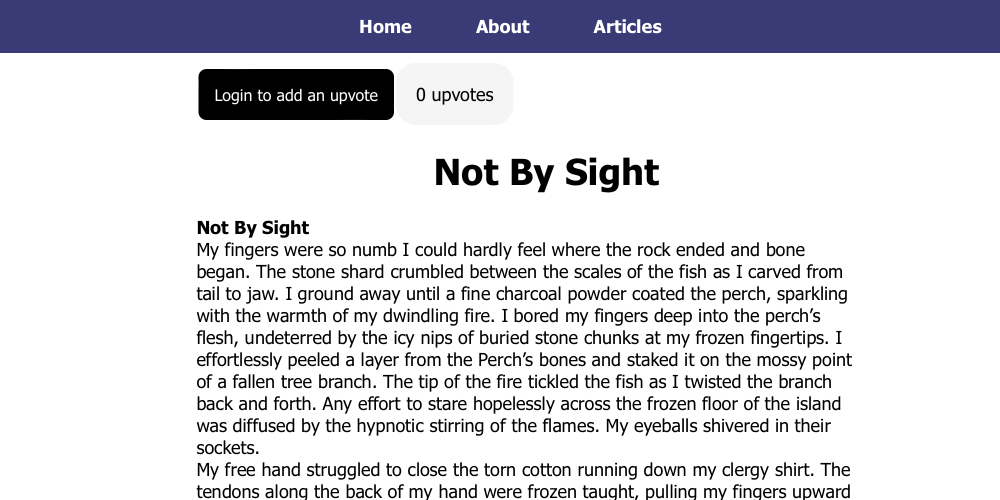 Home About Articles
Login to add an upvote 0 upvotes
Not By Sight
Not By Sight
My fingers were so numb I could hardly feel where the rock ended and bone
began. The stone shard crumbled between the scales of the fish as I carved from
tail to jaw. I ground away until a fine charcoal powder coated the perch, sparkling
with the warmth of my dwindling fire. I bored my fingers deep into the perch’s
flesh, undeterred by the icy nips of buried stone chunks at my frozen fingertips. I
effortlessly peeled a layer from the Perch’s bones and staked it on the mossy point
of a fallen tree branch. The tip of the fire tickled the fish as I twisted the branch
back and forth. Any effort to stare hopelessly across the frozen floor of the island
was diffused by the hypnotic stirring of the flames. My eyeballs shivered in their
sockets.
My free hand struggled to close the torn cotton running down my clergy shirt. The
tendons along the back of my hand were frozen taught, pulling my fingers upward